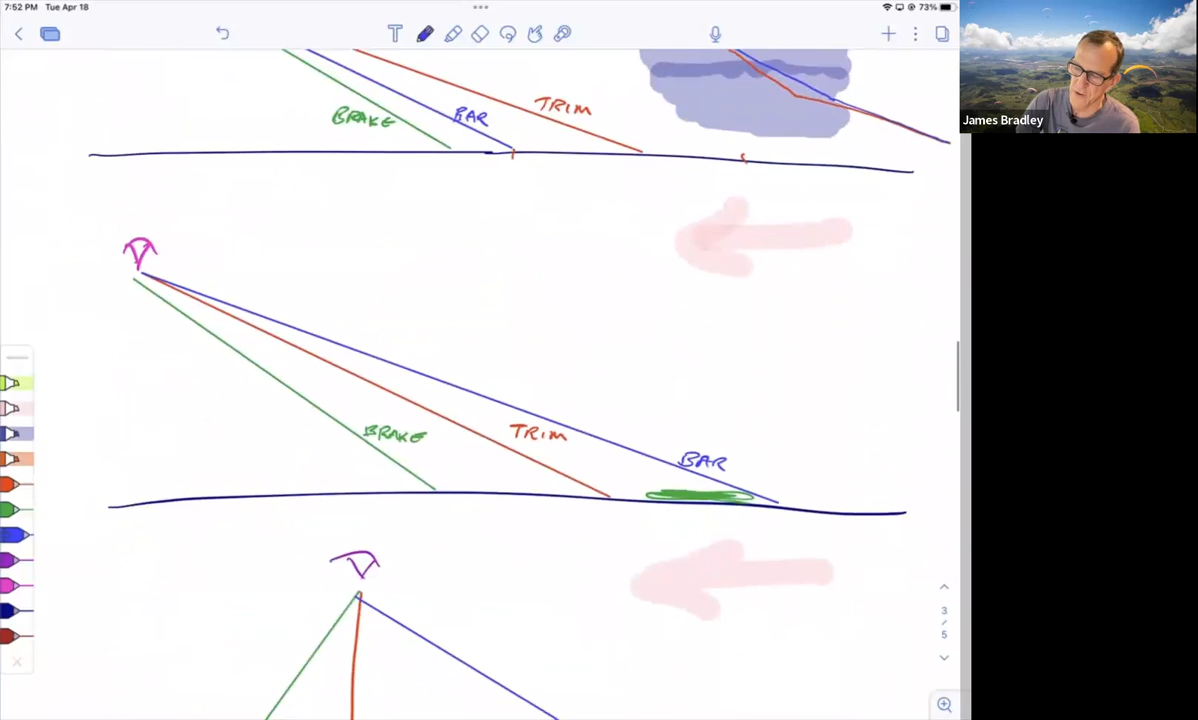 7:52 PM Tue Apr 18
73%
T
James Bradley
BRAKE
BAR
TRIM
BRAKE
TRIM
BAR
3
/
5